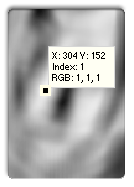 X: 304 Y: 152
Index: 1
RGB: 1, 1, 1